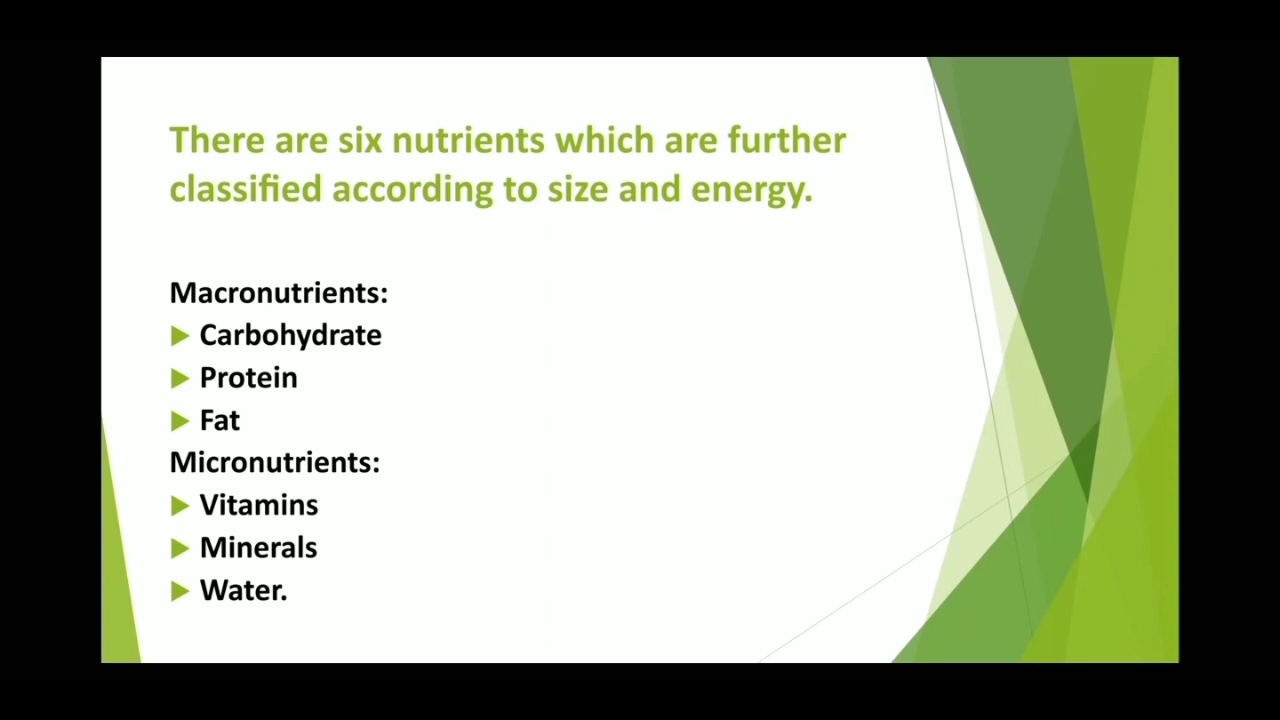 There are six nutrients which are further
classified according to size and energy.
Macronutrients:
Carbohydrate
Protein
Fat
Micronutrients:
Vitamins
Minerals
Water.